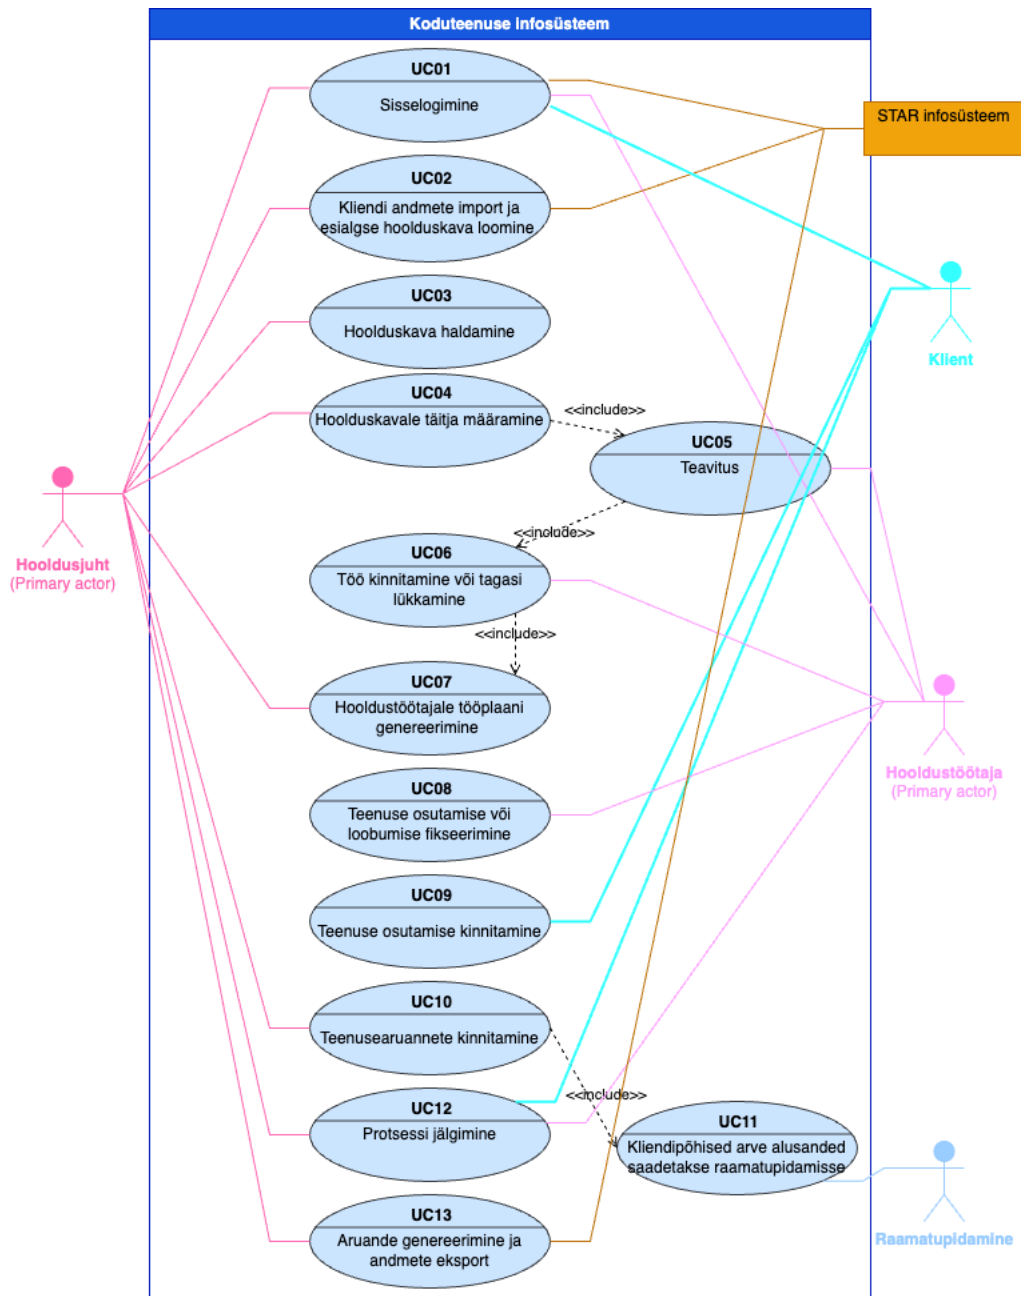 Koduteenuse infosüsteem
UC01
Sisselogimine
STAR infosüsteem
UC02
Kliendi andmete import ja
esialgse hoolduskava loomine
UC03
Hoolduskava haldamine
Klient
UC04
Hoolduskavale täitja määramine
<<include>>
UC05
Teavitus
Hooldusjuht
(Primary actor)
<<include>>
UC06
Töö kinnitamine või tagasi
lükkamine
<<include>>
UC07
Hooldustöötajale tööplaani
genereerimine
Hooldustöötaja
(Primary actor)
UC08
Teenuse osutamise või
loobumise fikseerimine
UC09
Teenuse osutamise kinnitamine
UC10
Teenusearuannete kinnitamine
<<include>>
UC12
Protsessi jälgimine
UC11
Kliendipõhised arve alusanded
saadetakse raamatupidamisse
UC13
Aruande genereerimine ja
andmete eksport
Raamatupidamine